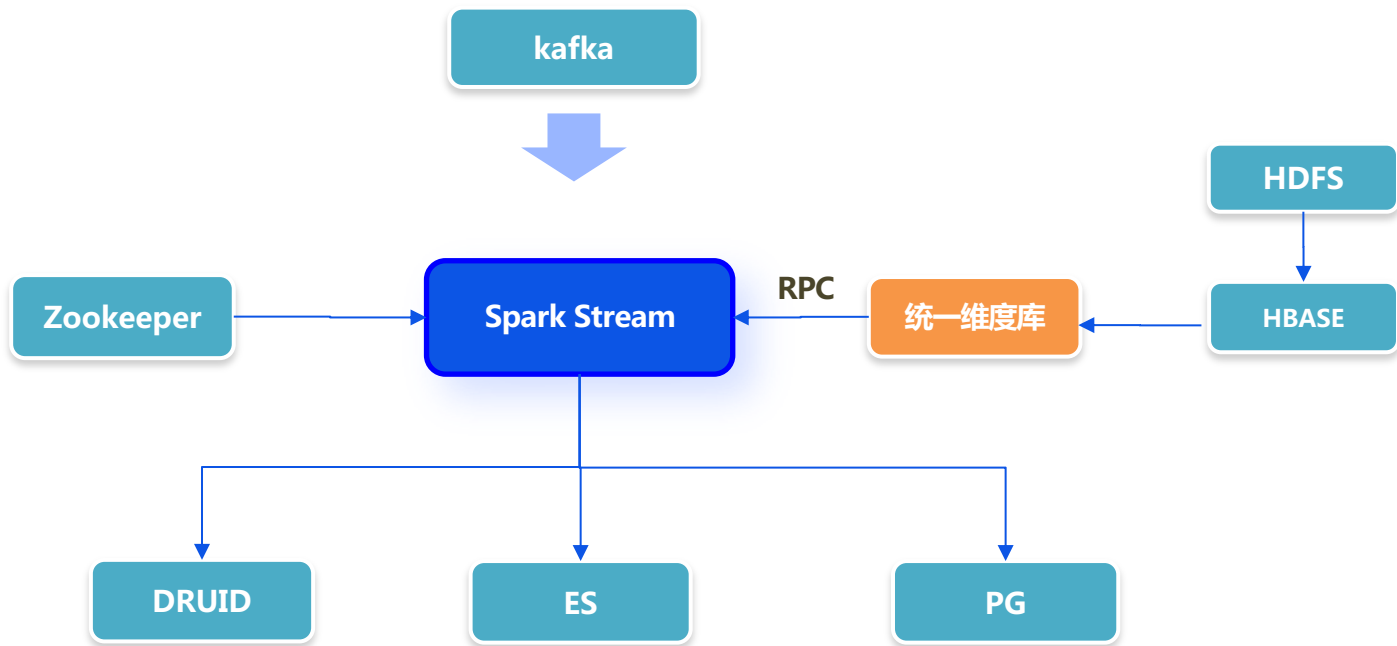 kafka
HDFS
Zookeeper
Spark Stream
RPC
统一维度库
HBASE
DRUID
ES
PG